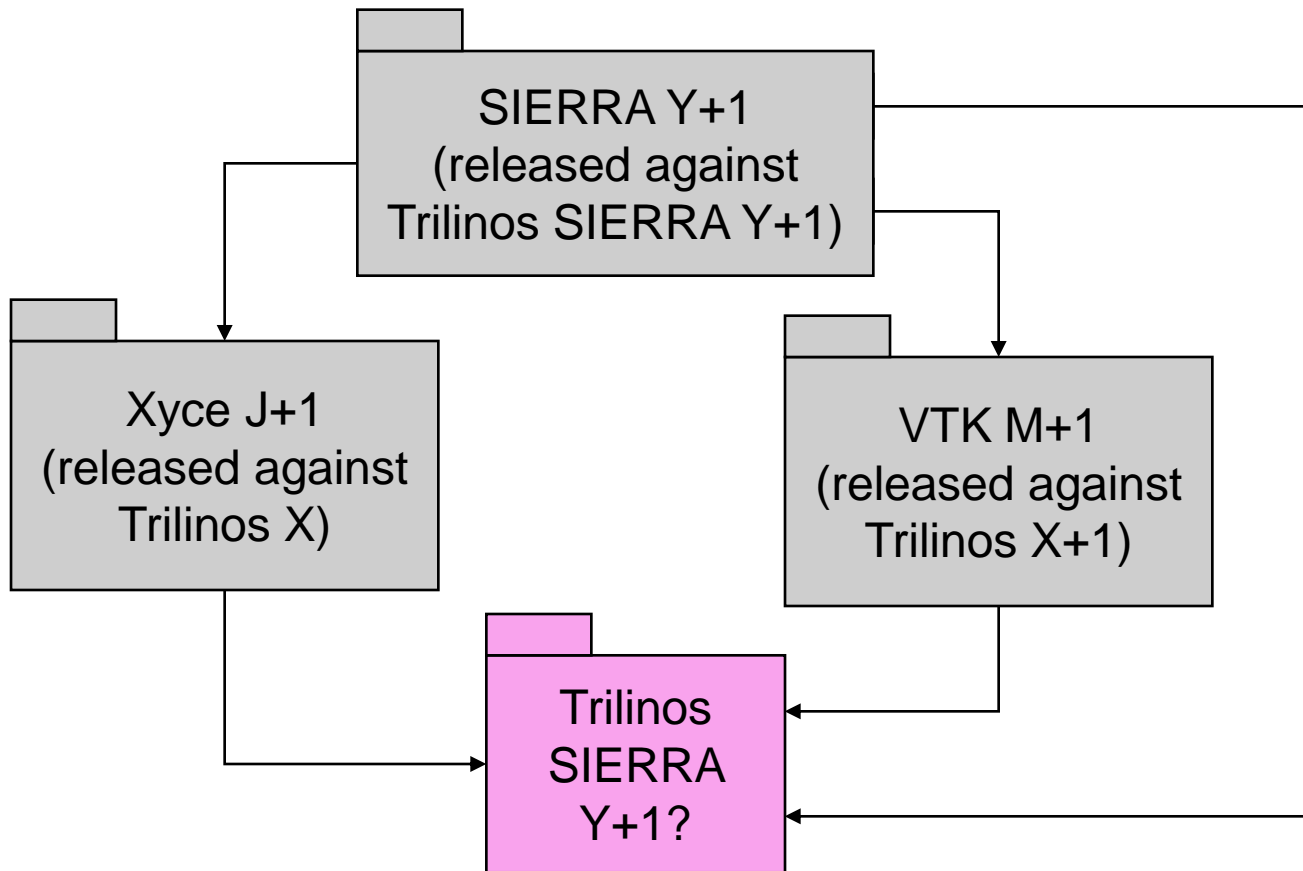 SIERRA Y+1
(released against
Trilinos SIERRA Y+1)
Xyce J+1
(released against
Trilinos X)
VTK M+1
(released against
Trilinos X+1)
Trilinos
SIERRA
Y+1?